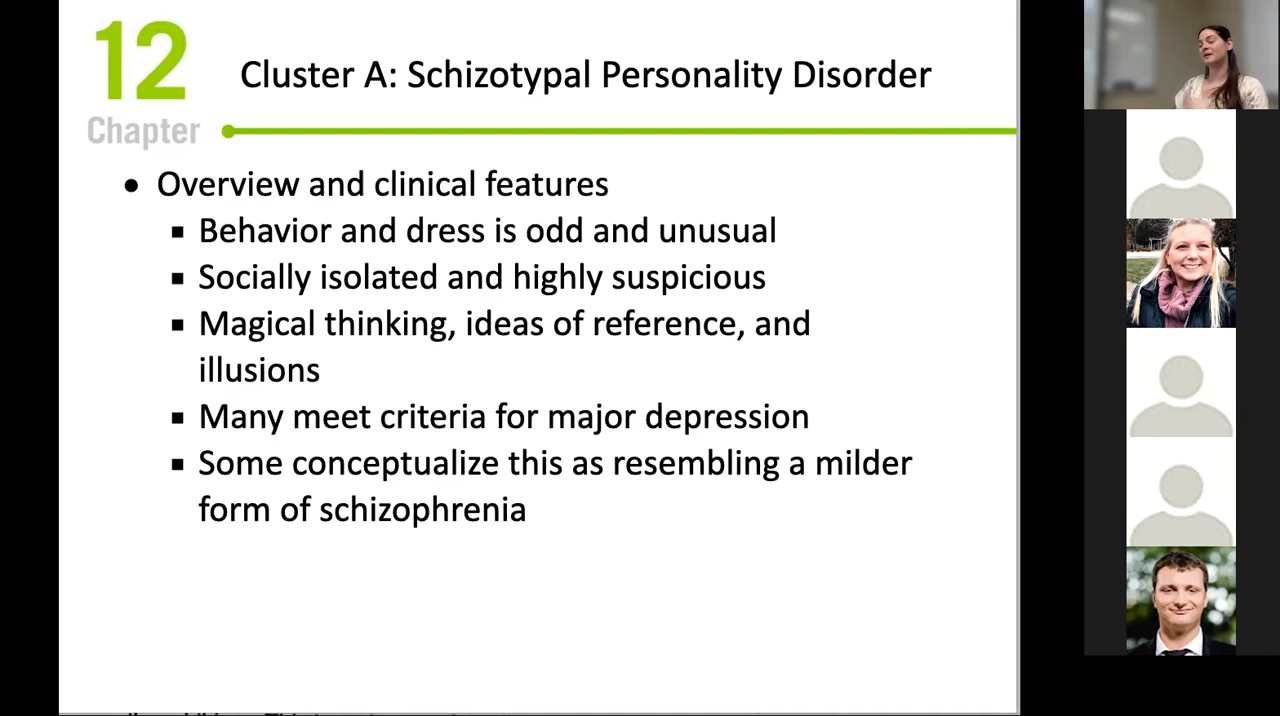 12
Chapter
Cluster A: Schizotypal Personality Disorder
• Overview and clinical features
▪ Behavior and dress is odd and unusual
▪ Socially isolated and highly suspicious
▪ Magical thinking, ideas of reference, and
illusions
▪ Many meet criteria for major depression
▪ Some conceptualize this as resembling a milder
form of schizophrenia